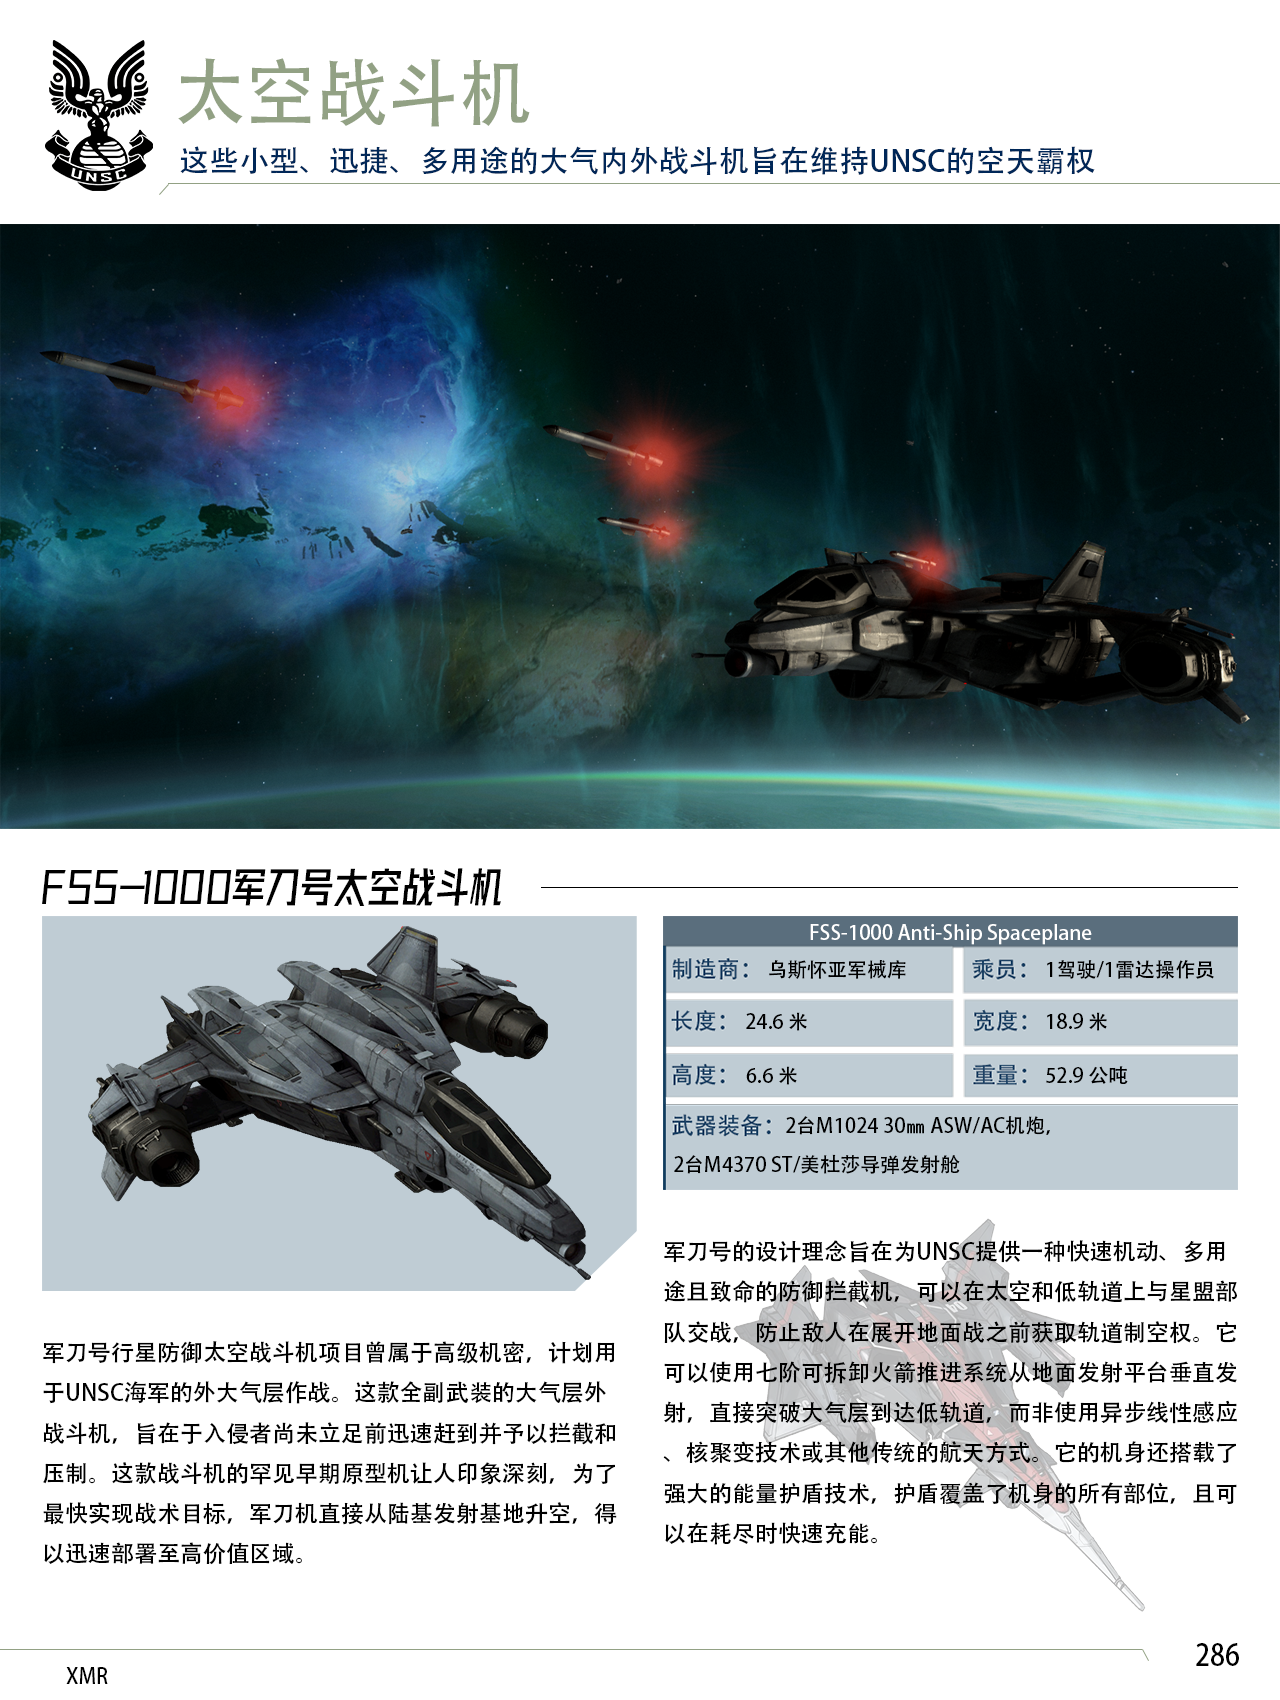 UNSC
太空战斗机
这些小型、迅捷、多用途的大气内外战斗机旨在维持UNSC的空天霸权
FSS-1000军刀号太空战斗机
FSS-1000 Anti-Ship Spaceplane
制造商： 乌斯怀亚军械库
乘员： 1驾驶/1雷达操作员
长度： 24.6 米
宽度： 18.9 米
高度： 6.6 米
重量： 52.9 公吨
武器装备：2台M1024 30㎜ ASW/AC机炮，
2台M4370 ST/美杜莎导弹发射舱
军刀号行星防御太空战斗机项目曾属于高级机密，计划用
于UNSC海军的外大气层作战。这款全副武装的大气层外
战斗机，旨在于入侵者尚未立足前迅速赶到并予以拦截和
压制。这款战斗机的罕见早期原型机让人印象深刻，为了
最快实现战术目标，军刀机直接从陆基发射基地升空，得
以迅速部署至高价值区域。
军刀号的设计理念旨在为UNSC提供一种快速机动、多用
途且致命的防御拦截机，可以在太空和低轨道上与星盟部
队交战，防止敌人在展开地面战之前获取轨道制空权。它
可以使用七阶可拆卸火箭推进系统从地面发射平台垂直发
射，直接突破大气层到达低轨道，而非使用异步线性感应
、核聚变技术或其他传统的航天方式。它的机身还搭载了
强大的能量护盾技术，护盾覆盖了机身的所有部位，且可
以在耗尽时快速充能。
286
XMR